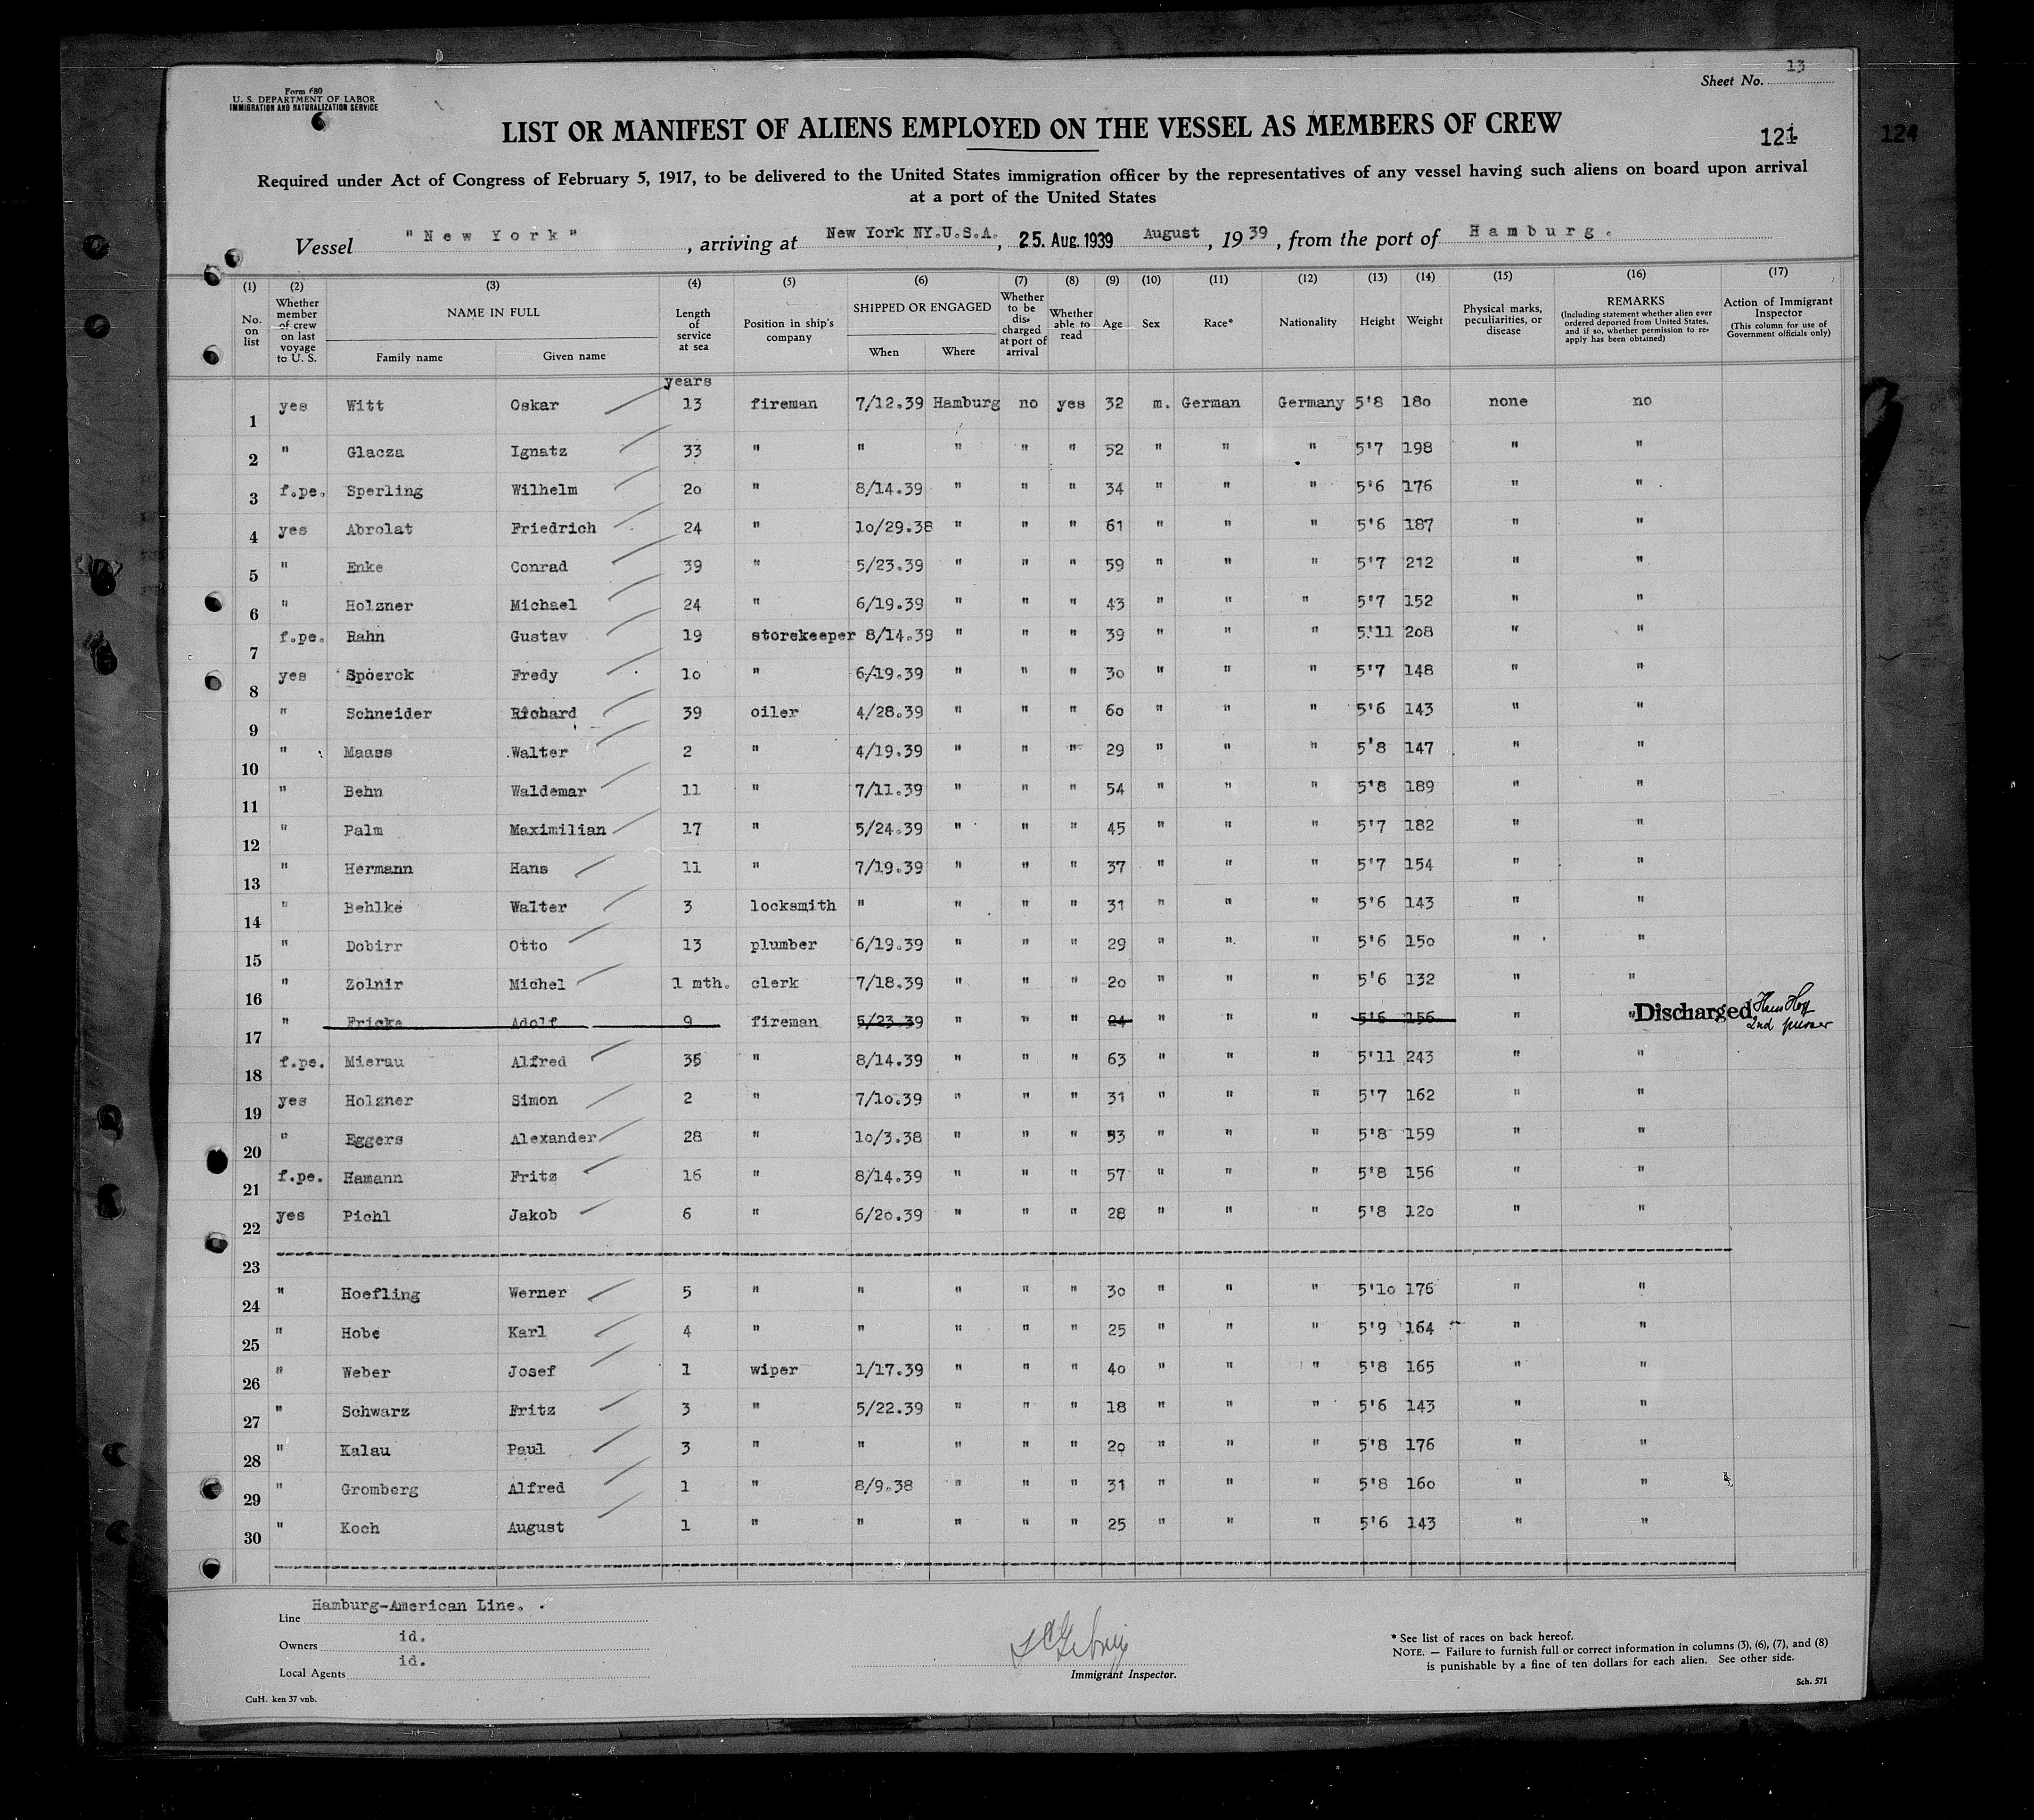 Form 680
U. S. DEPARTMENT OF LABOR
IMMIGRATION AND NATURALIZATION SERVICE
Sheet No. 13
LIST OR MANIFEST OF ALIENS EMPLOYED ON THE VESSEL AS MEMBERS OF CREW
121 124
Required under Act of Congress of February 5, 1917, to be delivered to the United States immigration officer by the representatives of any vessel having such aliens on board upon arrival
at a port of the United States
Vessel "New York", arriving at New York NY.U.S.A., 25. Aug. 1939 August, 1939, from the port of Hamburg.
(1) (2) (3) (4) (5) (6) (7) (8) (9) (10) (11) (12) (13) (14) (15) (16) (17)
No. on list
Whether member of crew on last voyage to U. S.
NAME IN FULL
Family name Given name
Length of service at sea
Position in ship's company
SHIPPED OR ENGAGED
When Where
Whether to be discharged at port of arrival
Whether able to read
Age
Sex
Race*
Nationality
Height
Weight
Physical marks, peculiarities, or disease
REMARKS
(Including statement whether alien ever ordered deported from United States, and if so, whether permission to reapply has been obtained)
Action of Immigrant Inspector
(This column for use of Government officials only)
years
1 yes Witt Oskar 13 fireman 7/12.39 Hamburg no yes 32 m. German Germany 5'8 180 none no
2 " Glacza Ignatz 33 " " " " " 52 " " " 5'7 198 " "
3 f.pe. Sperling Wilhelm 20 " 8/14.39 " " " 34 " " " 5'6 176 " "
4 yes Abrolat Friedrich 24 " 10/29.38 " " " 61 " " " 5'6 187 " "
5 " Enke Conrad 39 " 5/23.39 " " " 59 " " " 5'7 212 " "
6 " Holzner Michael 24 " 6/19.39 " " " 43 " " " 5'7 152 " "
7 f.pe. Rahn Gustav 19 storekeeper 8/14.39 " " " 39 " " " 5'11 208 " "
8 yes Spoerck Fredy 10 " 6/19.39 " " " 30 " " " 5'7 148 " "
9 " Schneider Richard 39 oiler 4/28.39 " " " 60 " " " 5'6 143 " "
10 " Maass Walter 2 " 4/19.39 " " " 29 " " " 5'8 147 " "
11 " Behn Waldemar 11 " 7/11.39 " " " 54 " " " 5'8 189 " "
12 " Palm Maximilian 17 " 5/24.39 " " " 45 " " " 5'7 182 " "
13 " Hermann Hans 11 " 7/19.39 " " " 37 " " " 5'7 154 " "
14 " Behlke Walter 3 locksmith " " " " 31 " " " 5'6 143 " "
15 " Dobirr Otto 13 plumber 6/19.39 " " " 29 " " " 5'6 150 " "
16 " Zolnir Michel 1 mth. clerk 7/18.39 " " " 20 " " " 5'6 132 " "
17 " Fricke Adolf 9 fireman 5/23.39 " " " 24 " " " 5'6 156 " " Discharged Hans Hog 2nd purser
18 f.pe. Mierau Alfred 35 " 8/14.39 " " " 63 " " " 5'11 243 " "
19 yes Holzner Simon 2 " 7/10.39 " " " 31 " " " 5'7 162 " "
20 " Eggers Alexander 28 " 10/3.38 " " " 53 " " " 5'8 159 " "
21 f.pe. Hamann Fritz 16 " 8/14.39 " " " 57 " " " 5'8 156 " "
22 yes Pichl Jakob 6 " 6/20.39 " " " 28 " " " 5'8 120 " "
23
24 " Hoefling Werner 5 " " " " " 30 " " " 5'10 176 " "
25 " Hobe Karl 4 " " " " " 25 " " " 5'9 164 " "
26 " Weber Josef 1 wiper 1/17.39 " " " 40 " " " 5'8 165 " "
27 " Schwarz Fritz 3 " 5/22.39 " " " 18 " " " 5'6 143 " "
28 " Kalau Paul 3 " " " " " 20 " " " 5'8 176 " "
29 " Gromberg Alfred 1 " 8/9.38 " " " 31 " " " 5'8 160 " "
30 " Koch August 1 " " " " " 25 " " " 5'6 143 " "
Line Hamburg-American Line.
Owners id.
Local Agents id.
Immigrant Inspector.
* See list of races on back hereof.
NOTE. — Failure to furnish full or correct information in columns (3), (6), (7), and (8)
is punishable by a fine of ten dollars for each alien. See other side.
CuH. ken 37 vnb.
Sch. 571